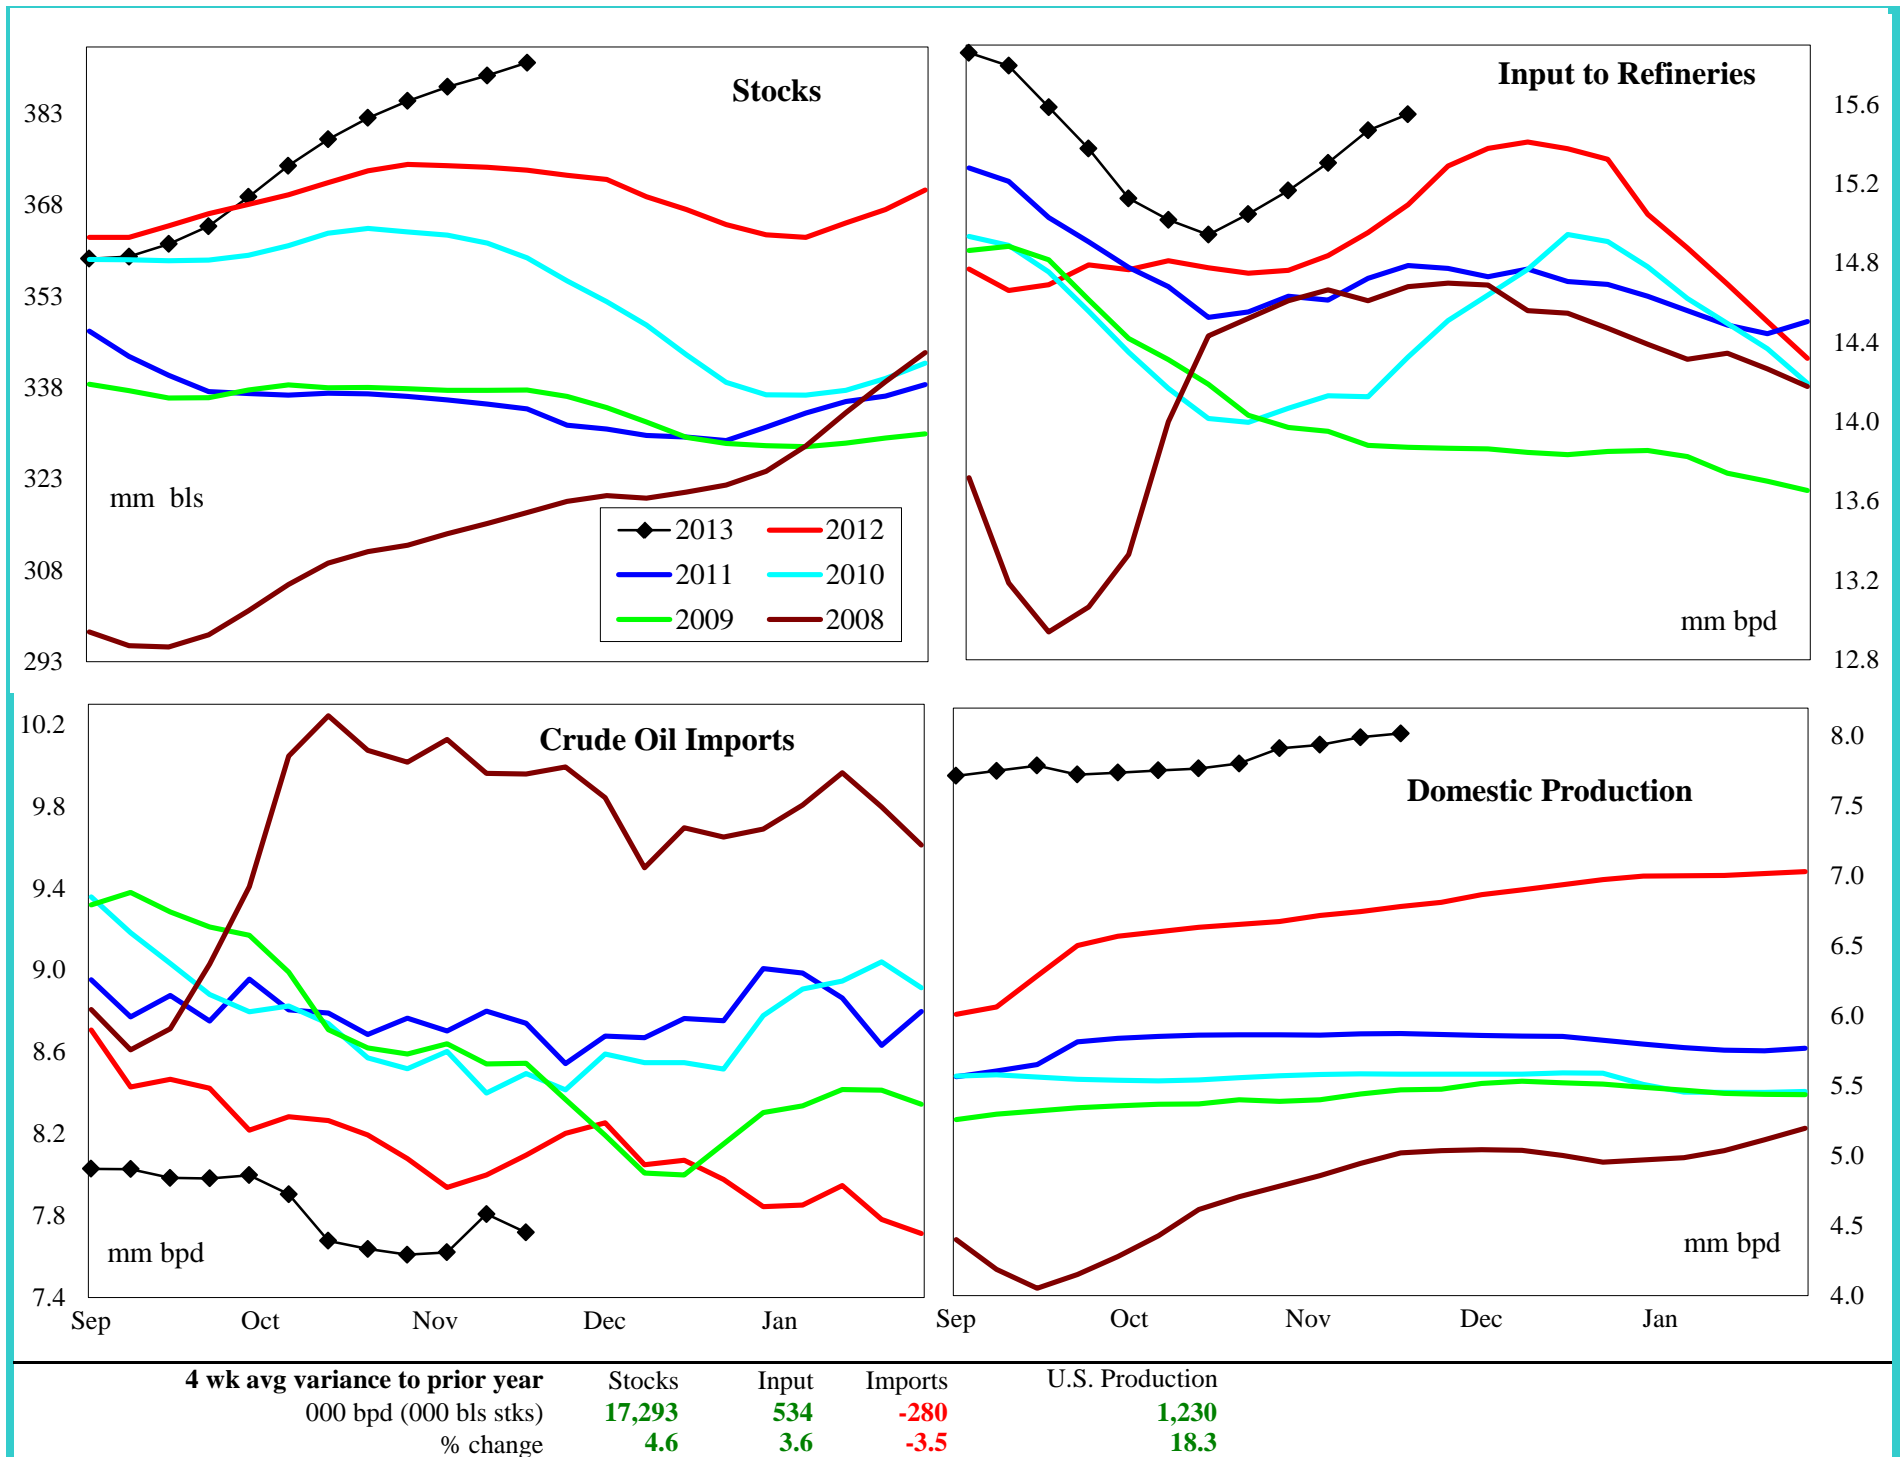 Stocks
383
368
353
338
323
308
293
mm bls
2013 2012
2011 2010
2009 2008
Input to Refineries
15.6
15.2
14.8
14.4
14.0
13.6
13.2
12.8
mm bpd
Crude Oil Imports
10.2
9.8
9.4
9.0
8.6
8.2
7.8
7.4
mm bpd
Sep Oct Nov Dec Jan
Domestic Production
8.0
7.5
7.0
6.5
6.0
5.5
5.0
4.5
4.0
mm bpd
Sep Oct Nov Dec Jan
4 wk avg variance to prior year Stocks Input Imports U.S. Production
000 bpd (000 bls stks) 17,293 534 -280 1,230
% change 4.6 3.6 -3.5 18.3